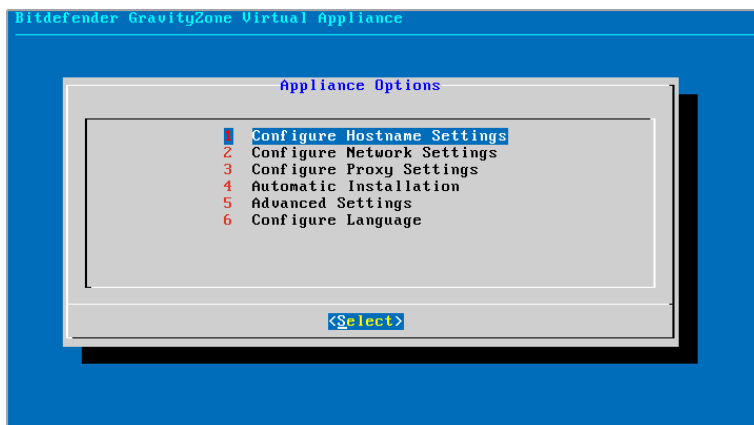 Bitdefender GravityZone Virtual Appliance
Appliance Options
1 Configure Hostname Settings
2 Configure Network Settings
3 Configure Proxy Settings
4 Automatic Installation
5 Advanced Settings
6 Configure Language
<Select>